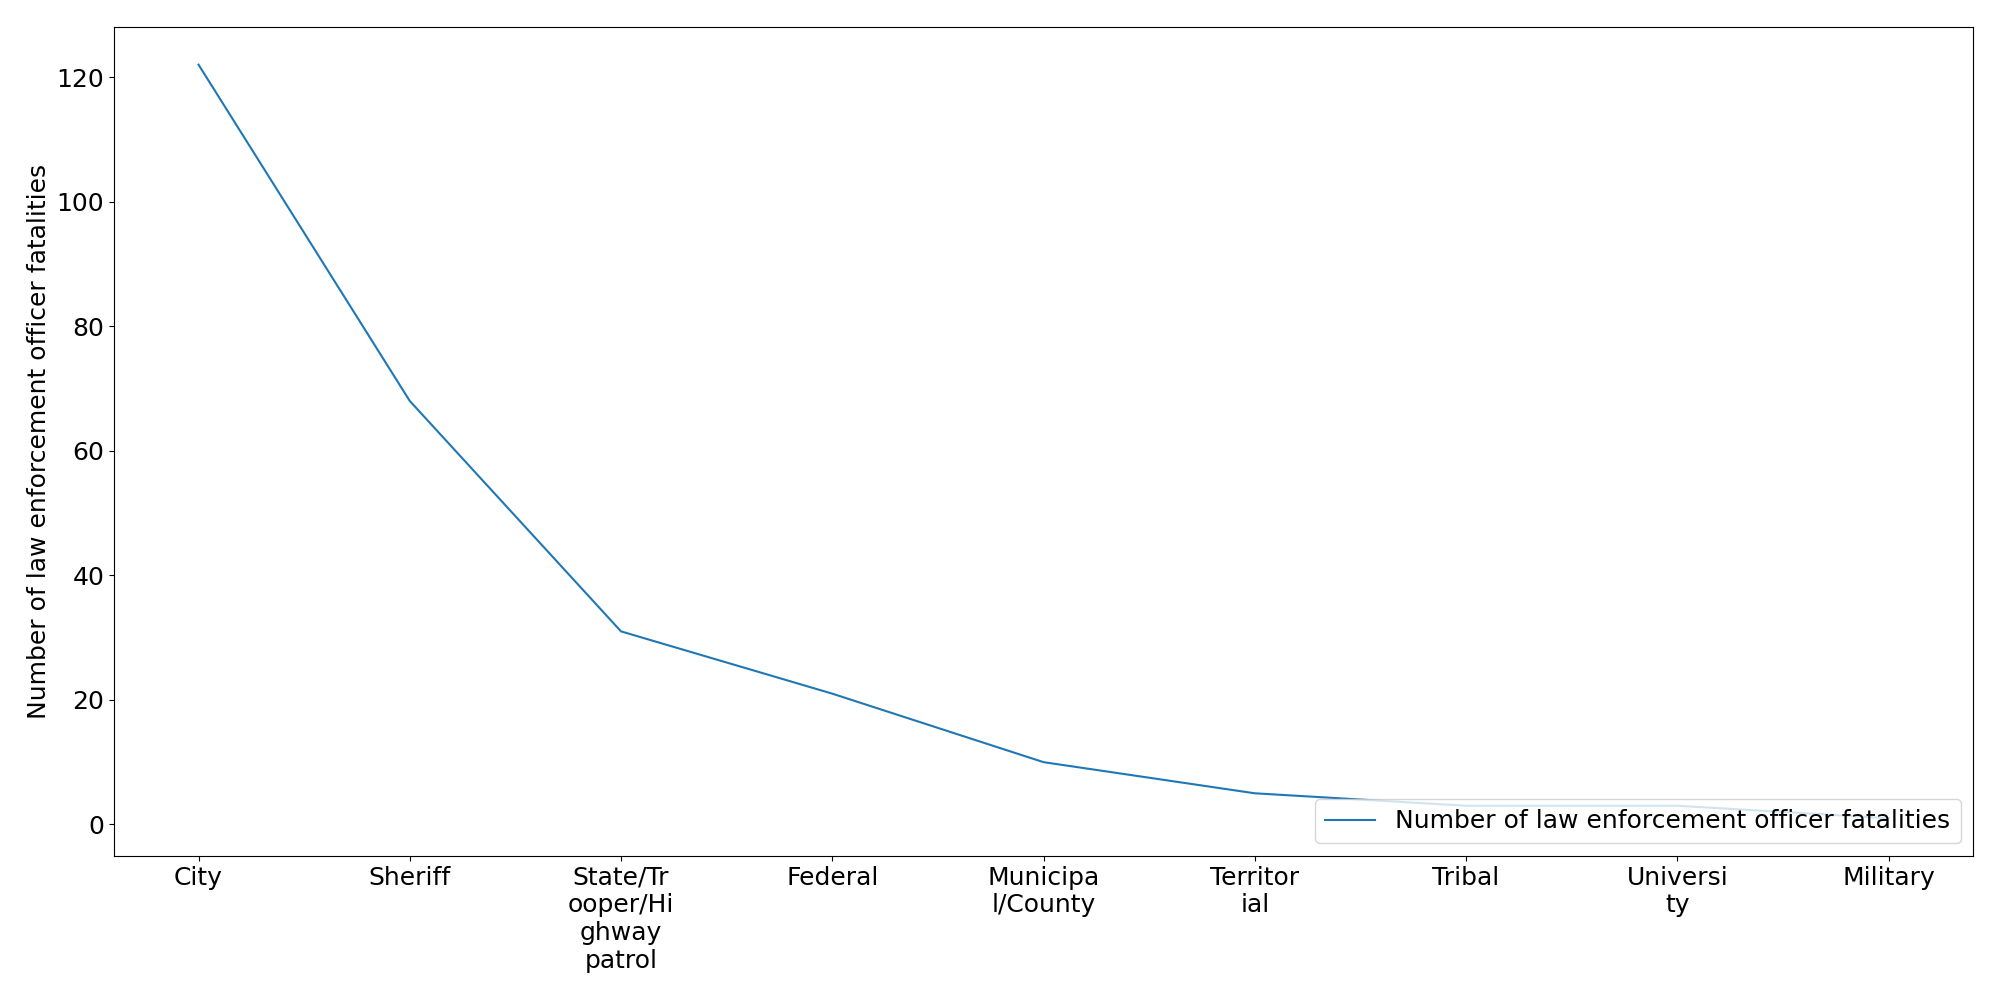 Number of law enforcement officer fatalities
120
100
80
60
40
20
0
Number of law enforcement officer fatalities
City
Sheriff
State/Tr
ooper/Hi
ghway
patrol
Federal
Municipa
l/County
Territor
ial
Tribal
Universi
ty
Military